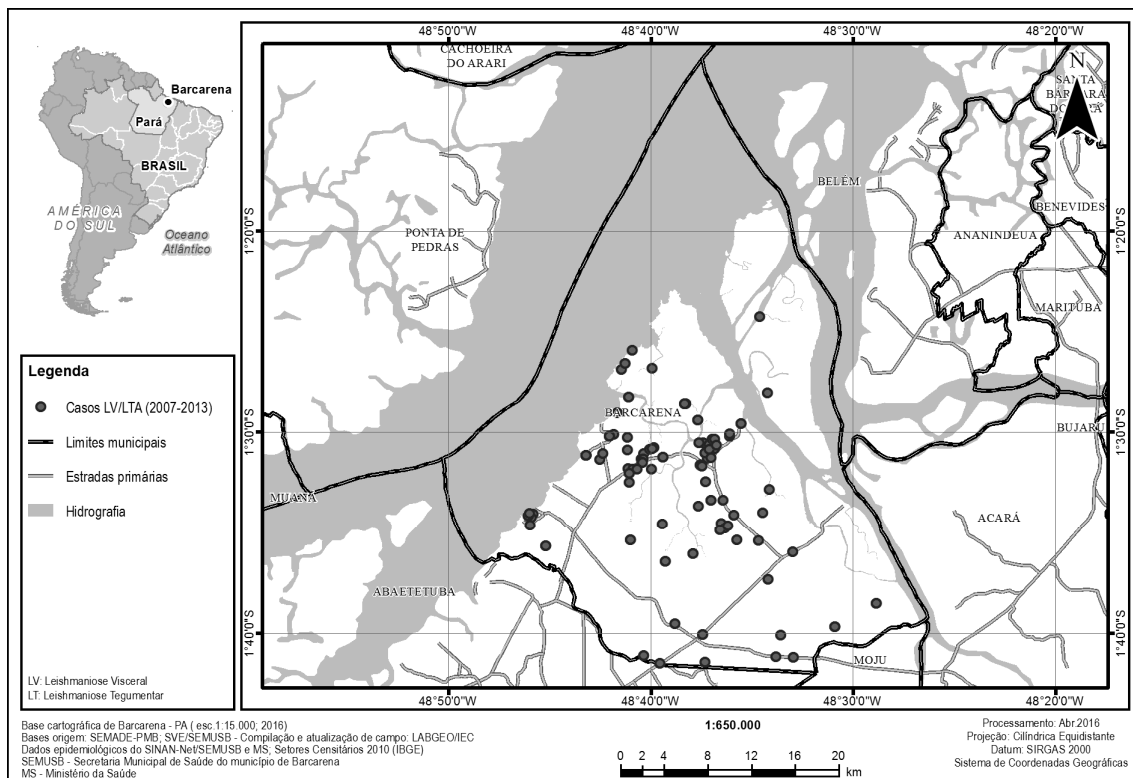 Barcarena
Pará
BRASIL
AMÉRICA
DO SUL
Oceano
Atlântico
Legenda
Casos LV/LTA (2007-2013)
Limites municipais
Estradas primárias
Hidrografia
LV: Leishmaniose Visceral
LT: Leishmaniose Tegumentar
48°50'0"W
48°40'0"W
48°30'0"W
48°20'0"W
1°20'0"S
1°30'0"S
1°40'0"S
CACHOEIRA
DO ARARI
N
SANTA
BÁRBARA
BELÉM
BENEVIDES
PONTA DE
PEDRAS
ANANINDEUA
MARITUBA
BARCARENA
BUJARU
MUANÁ
ACARÁ
ABAETETUBA
MOJU
1°20'0"S
1°30'0"S
1°40'0"S
48°50'0"W
48°40'0"W
48°30'0"W
48°20'0"W
Base cartográfica de Barcarena - PA ( esc.1:15.000; 2016)
Bases origem: SEMADE-PMB; SVE/SEMUSB - Compilação e atualização de campo: LABGEO/IEC
Dados epidemiológicos do SINAN-Net/SEMUSB e MS; Setores Censitários 2010 (IBGE)
SEMUSB - Secretaria Municipal de Saúde do município de Barcarena
MS - Ministério da Saúde
1:650.000
0 2 4 8 12 16 20
km
Processamento: Abr.2016
Projeção: Cilíndrica Equidistante
Datum: SIRGAS 2000
Sistema de Coordenadas Geográficas